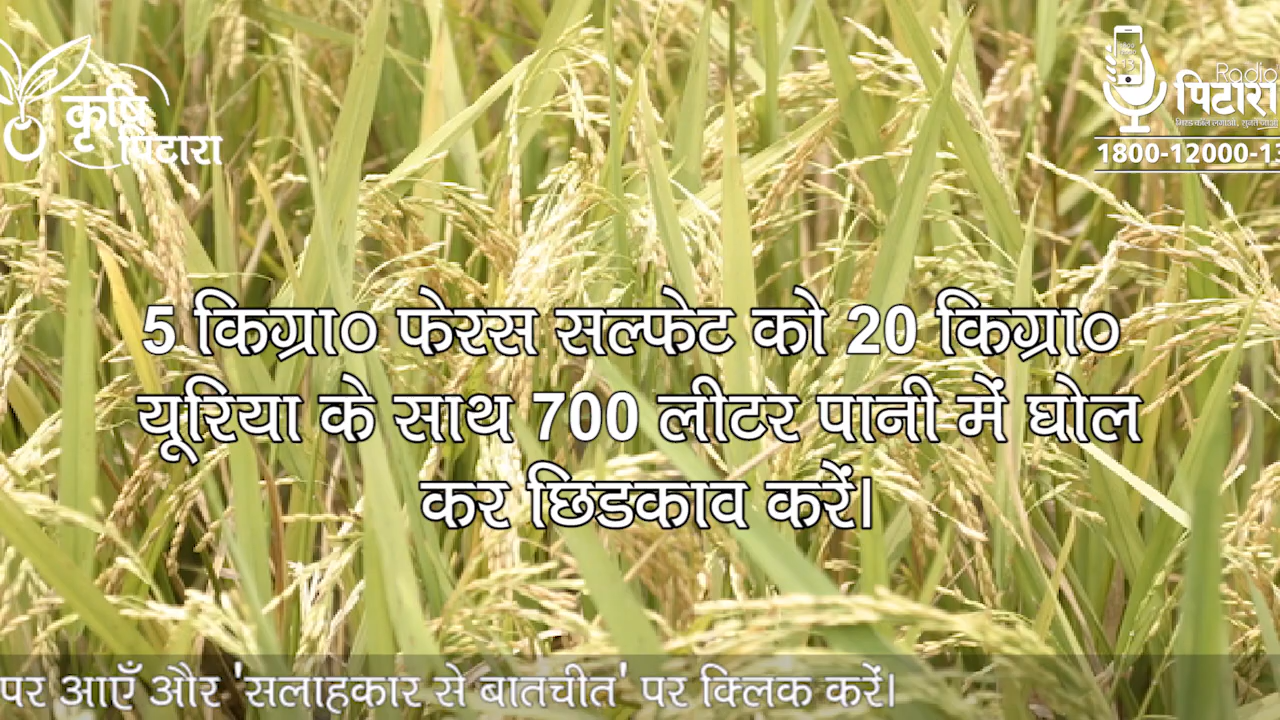 कृषि
पिटारा
Radio
पिटारा
1800-12000-13
5 किग्रा० फेरस सल्फेट को 20 किग्रा०
यूरिया के साथ 700 लीटर पानी में घोल
कर छिडकाव करें।
पर आएँ और 'सलाहकार से बातचीत' पर क्लिक करें।